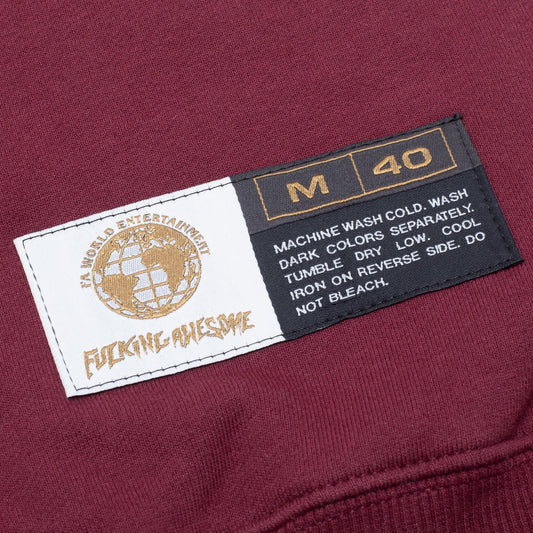 FA WORLD ENTERTAINMENT
FUCKING AWESOME
M 40
MACHINE WASH COLD. WASH
DARK COLORS SEPARATELY.
TUMBLE DRY LOW. COOL
IRON ON REVERSE SIDE. DO
NOT BLEACH.